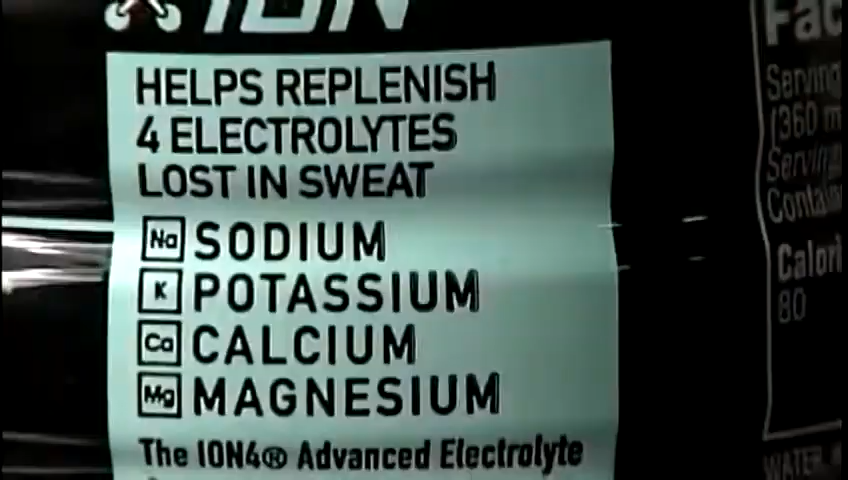 ION
HELPS REPLENISH
4 ELECTROLYTES
LOST IN SWEAT
Na SODIUM
K POTASSIUM
Ca CALCIUM
Mg MAGNESIUM
The ION4® Advanced Electrolyte
Fac
Serving
(360 m
Serving
Contain
Calori
80
WATER,